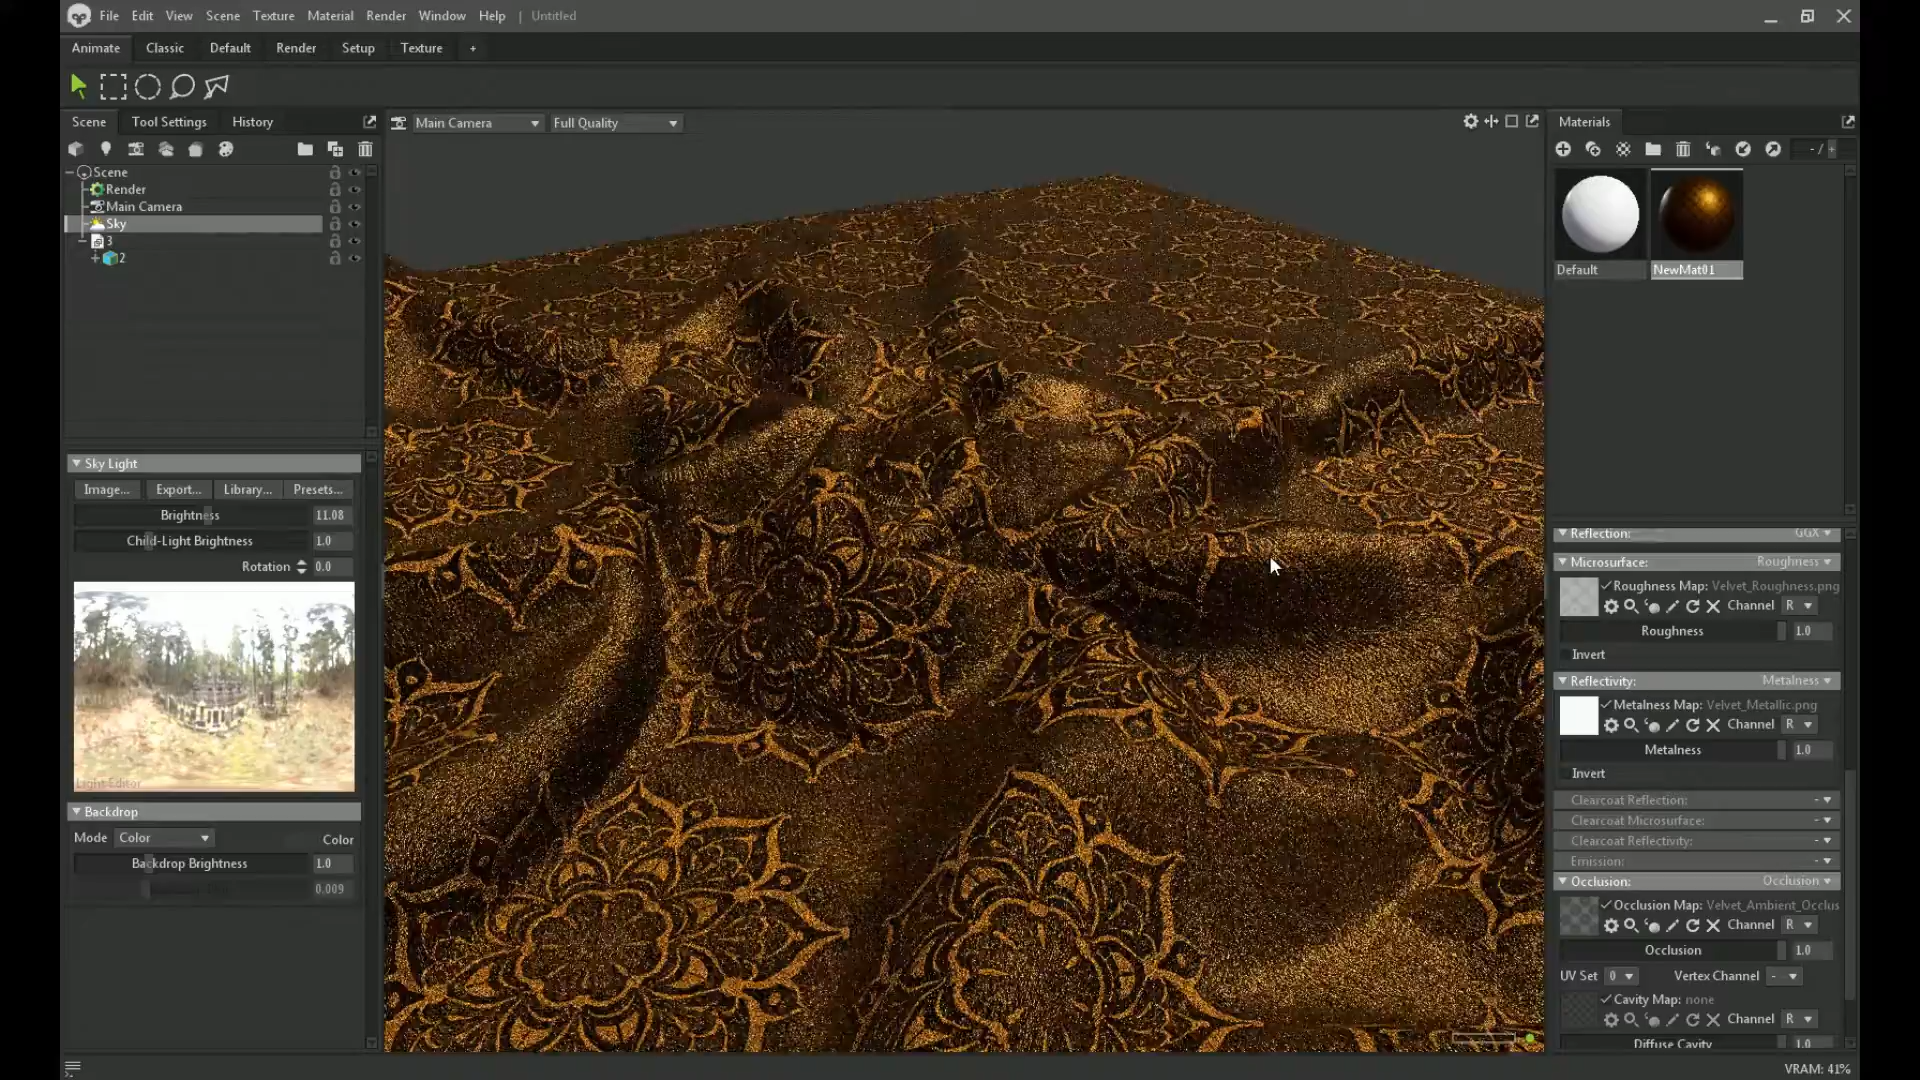 File Edit View Scene Texture Material Render Window Help | Untitled
Animate Classic Default Render Setup Texture +
Scene Tool Settings History
Main Camera Full Quality
Materials
- / +
Scene
Render
Main Camera
Sky
3
2
Default NewMat01
Sky Light
Image... Export... Library... Presets...
Brightness 11.08
Child-Light Brightness 1.0
Rotation 0.0
Light Editor
Backdrop
Mode Color Color
Backdrop Brightness 1.0
0.009
Reflection: GGX
Microsurface: Roughness
Roughness Map: Velvet_Roughness.png
Channel R
Roughness 1.0
Invert
Reflectivity: Metalness
Metalness Map: Velvet_Metallic.png
Channel R
Metalness 1.0
Invert
Clearcoat Reflection: -
Clearcoat Microsurface: -
Clearcoat Reflectivity: -
Emission: -
Occlusion: Occlusion
Occlusion Map: Velvet_Ambient_Occlus
Channel R
Occlusion 1.0
UV Set 0 Vertex Channel -
Cavity Map: none
Channel R
Diffuse Cavity 1.0
VRAM: 41%